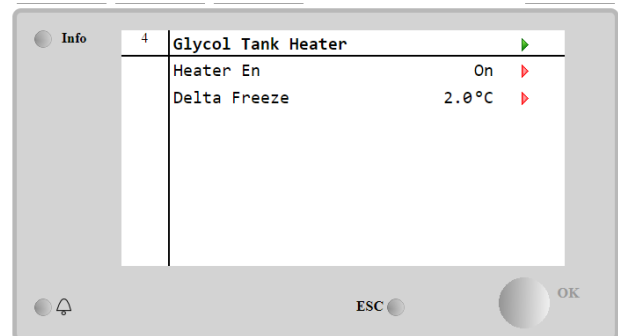 Info
4 Glycol Tank Heater
Heater En On
Delta Freeze 2.0°C
ESC
OK